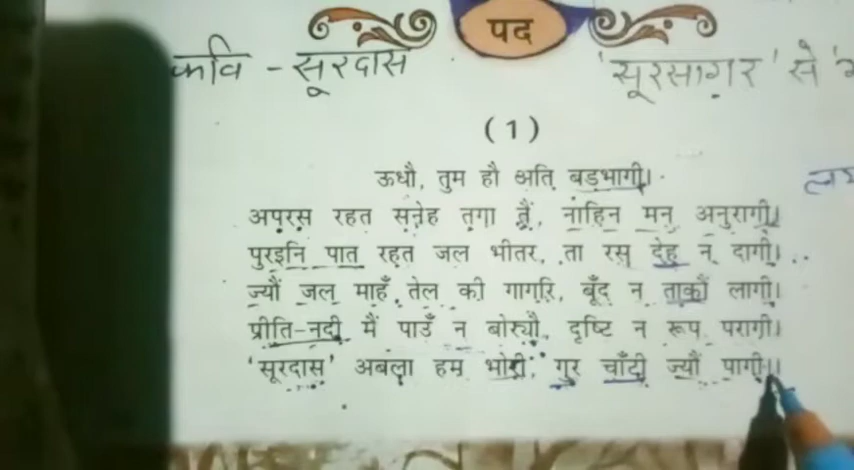 पद
कवि - सूरदास 'सूरसागर' से
(1)
ऊधौ, तुम हौ अति बड़भागी।
अपरस रहत सनेह तगा तैं, नाहिन मन अनुरागी।
पुरइनि पात रहत जल भीतर, ता रस देह न दागी।
ज्यौं जल माहँ तेल की गागरि, बूँद न ताकौं लागी।
प्रीति-नदी मैं पाउँ न बोरयौ, दृष्टि न रूप परागी।
'सूरदास' अबला हम भोरी, गुर चाँटी ज्यौं पागी॥